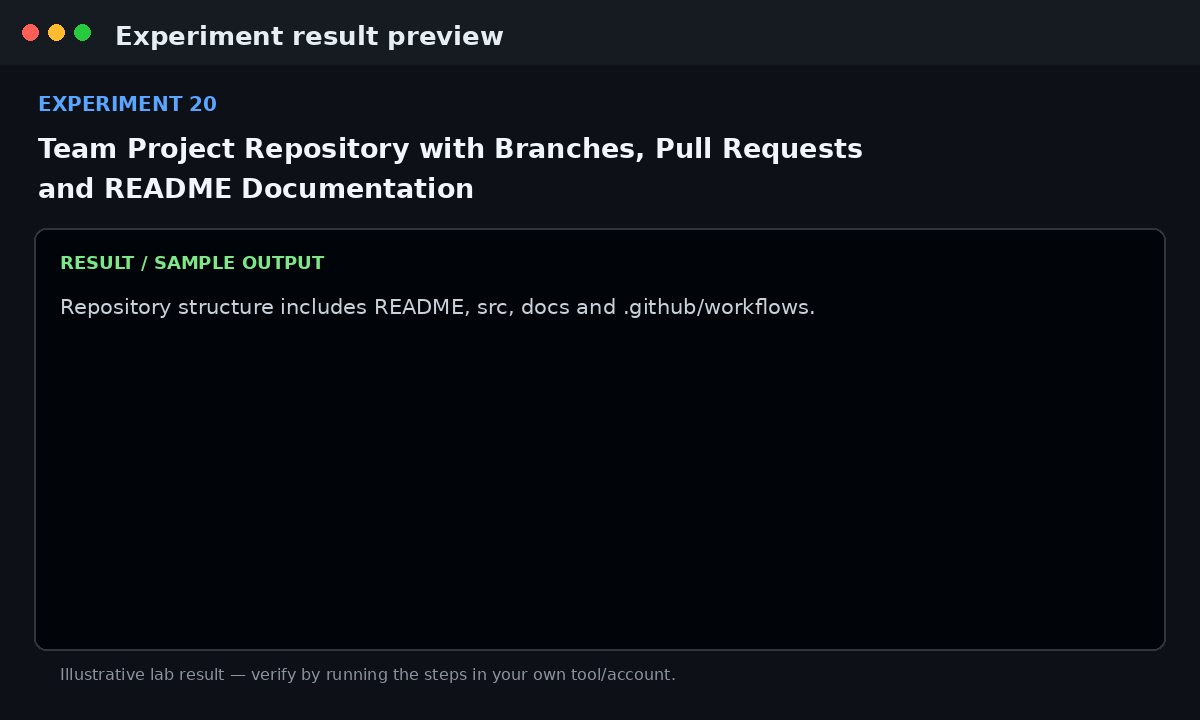 Experiment result preview
EXPERIMENT 20
Team Project Repository with Branches, Pull Requests
and README Documentation
RESULT / SAMPLE OUTPUT
Repository structure includes README, src, docs and .github/workflows.
Illustrative lab result — verify by running the steps in your own tool/account.